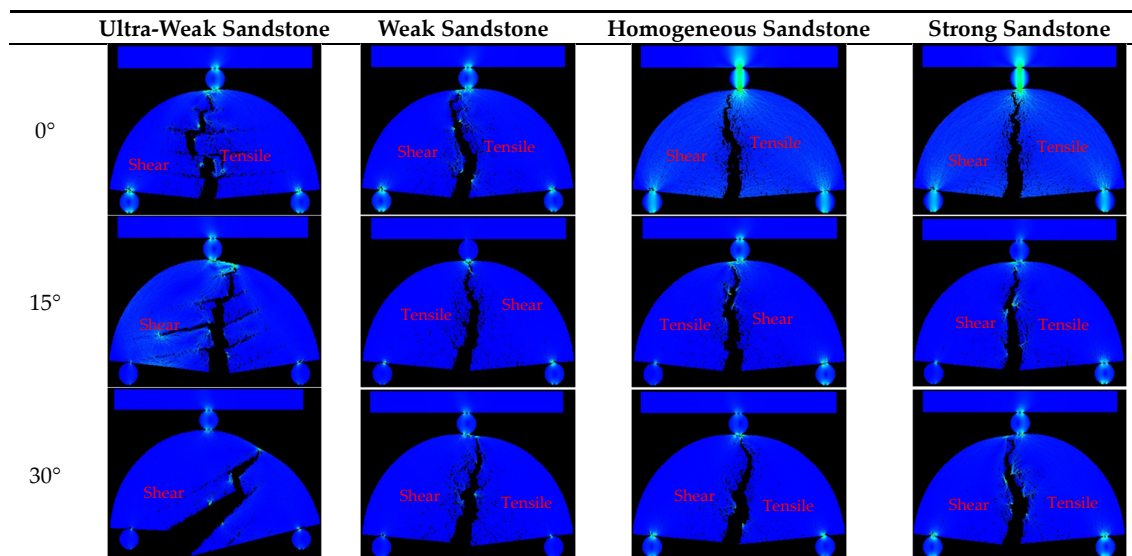 Ultra-Weak Sandstone Weak Sandstone Homogeneous Sandstone Strong Sandstone
0°
Shear Tensile Shear Tensile Shear Tensile Shear Tensile
15°
Shear Tensile Shear Tensile Shear Shear Tensile
30°
Shear Shear Tensile Shear Tensile Shear Tensile